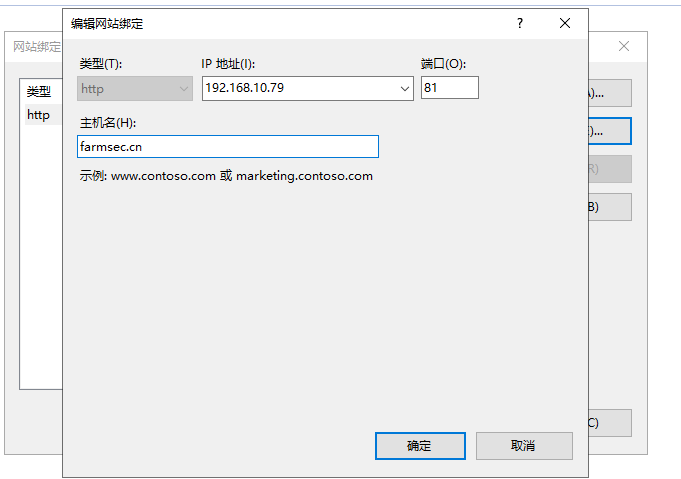 编辑网站绑定
?
网站绑定
类型(T):
IP 地址(I):
端口(O):
http
192.168.10.79
81
类型
http
主机名(H):
farmsec.cn
示例: www.contoso.com 或 marketing.contoso.com
)...
)...
R)
B)
C)
确定
取消